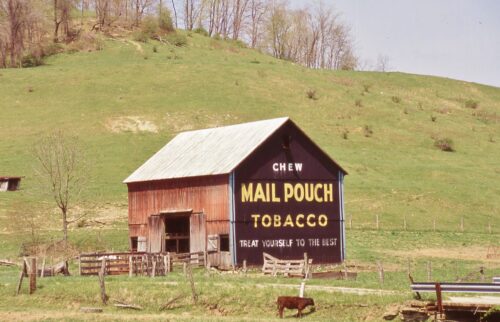 CHEW
MAIL POUCH
TOBACCO
TREAT YOURSELF TO THE BEST